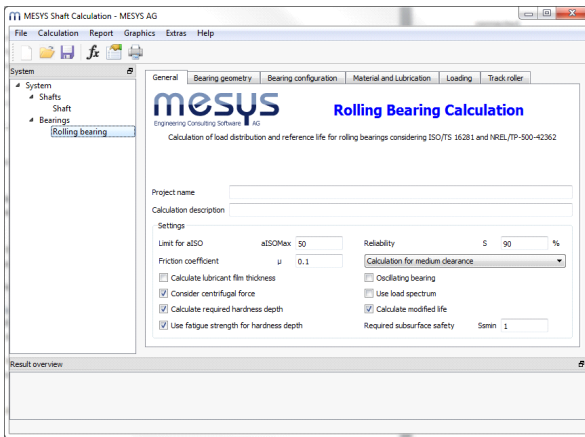 MESYS Shaft Calculation - MESYS AG
File Calculation Report Graphics Extras Help
fx
System
System
Shafts
Shaft
Bearings
Rolling bearing
General Bearing geometry Bearing configuration Material and Lubrication Loading Track roller
mesys
Engineering Consulting Software AG
Rolling Bearing Calculation
Calculation of load distribution and reference life for rolling bearings considering ISO/TS 16281 and NREL/TP-500-42362
Project name
Calculation description
Settings
Limit for aISO aISOMax 50 Reliability S 90 %
Friction coefficient μ 0.1 Calculation for medium clearance
Calculate lubricant film thickness Oscillating bearing
Consider centrifugal force Use load spectrum
Calculate required hardness depth Calculate modified life
Use fatigue strength for hardness depth Required subsurface safety Ssmin 1
Result overview